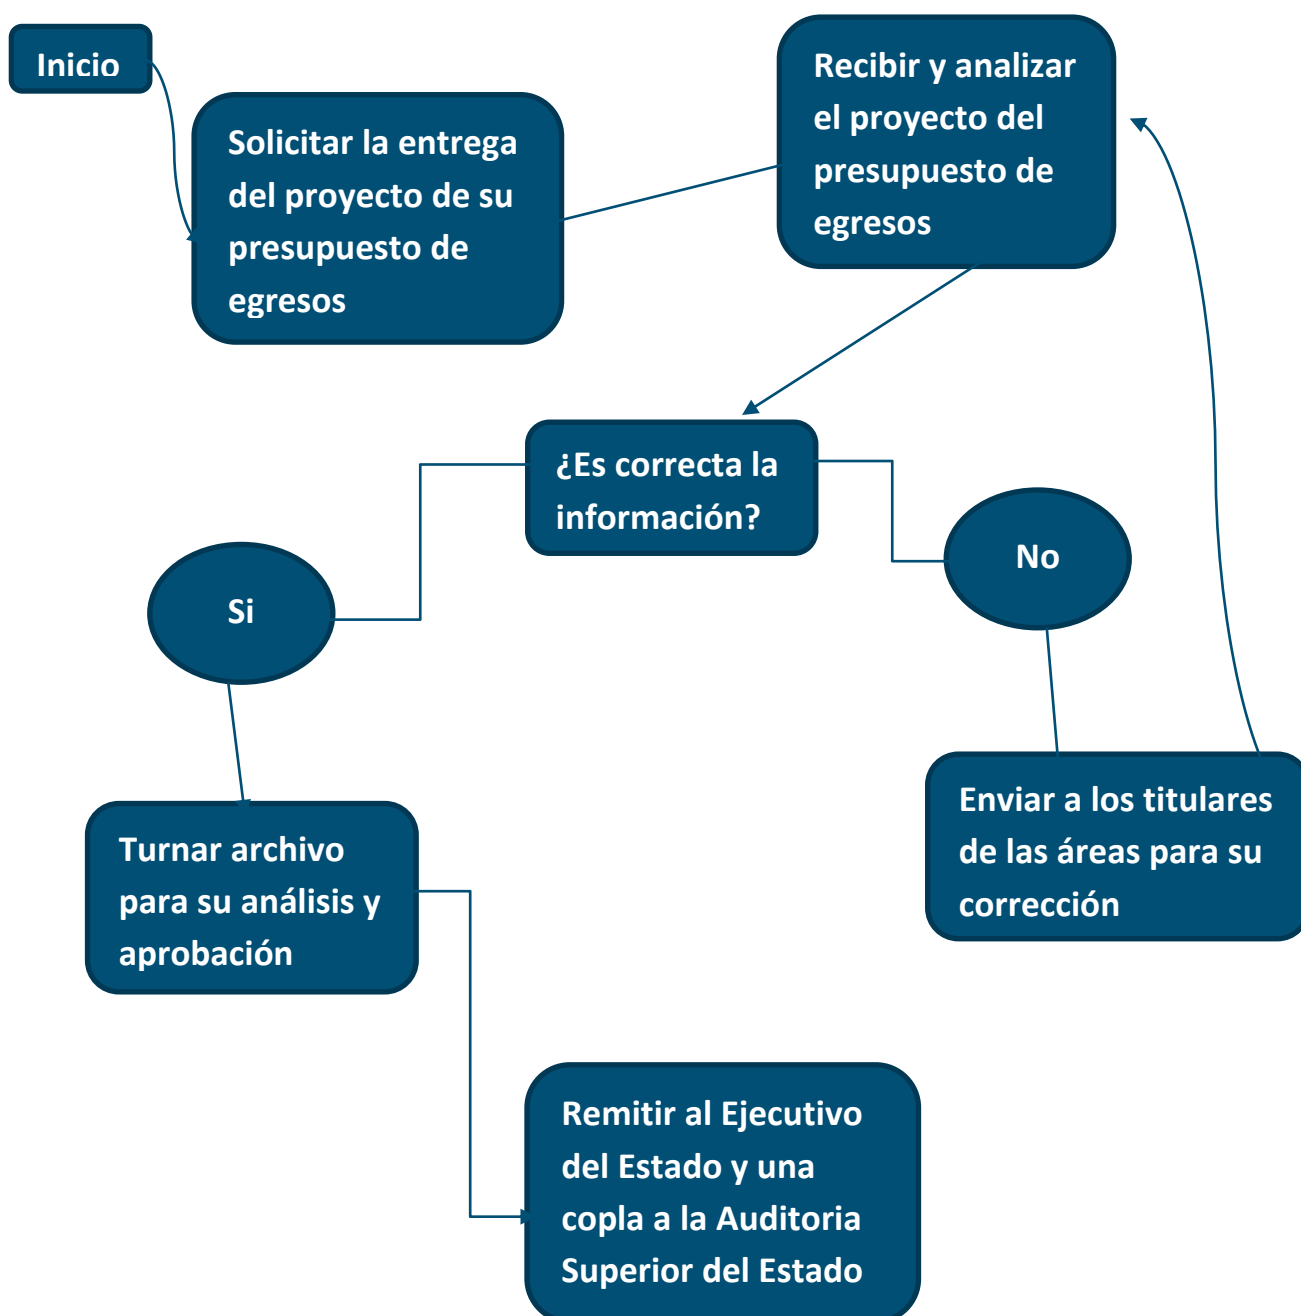 Inicio
Solicitar la entrega
del proyecto de su
presupuesto de
egresos
Recibir y analizar
el proyecto del
presupuesto de
egresos
¿Es correcta la
información?
Si
No
Turnar archivo
para su análisis y
aprobación
Enviar a los titulares
de las áreas para su
corrección
Remitir al Ejecutivo
del Estado y una
copla a la Auditoria
Superior del Estado